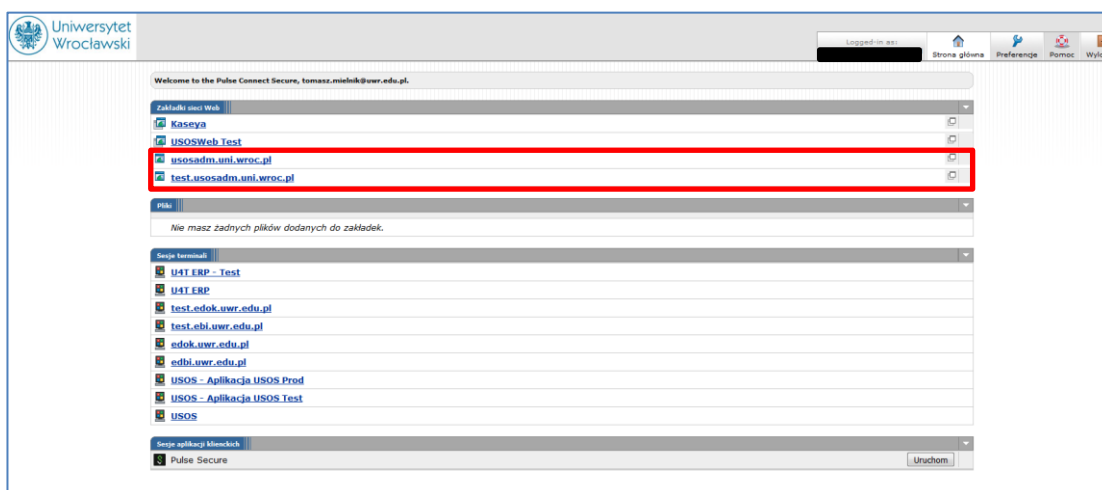 Uniwersytet
Wrocławski
Logged-in as:
Strona główna Preferencje Pomoc
Welcome to the Pulse Connect Secure, tomasz.mielnik@uwr.edu.pl.
Zakładki sieci Web
Kaseya
USOSWeb Test
usosadm.uni.wroc.pl
test.usosadm.uni.wroc.pl
Pliki
Nie masz żadnych plików dodanych do zakładek.
Sesje terminali
U4T ERP - Test
U4T ERP
test.edok.uwr.edu.pl
test.ebi.uwr.edu.pl
edok.uwr.edu.pl
edbi.uwr.edu.pl
USOS - Aplikacja USOS Prod
USOS - Aplikacja USOS Test
USOS
Sesje aplikacji klienckich
Pulse Secure Uruchom